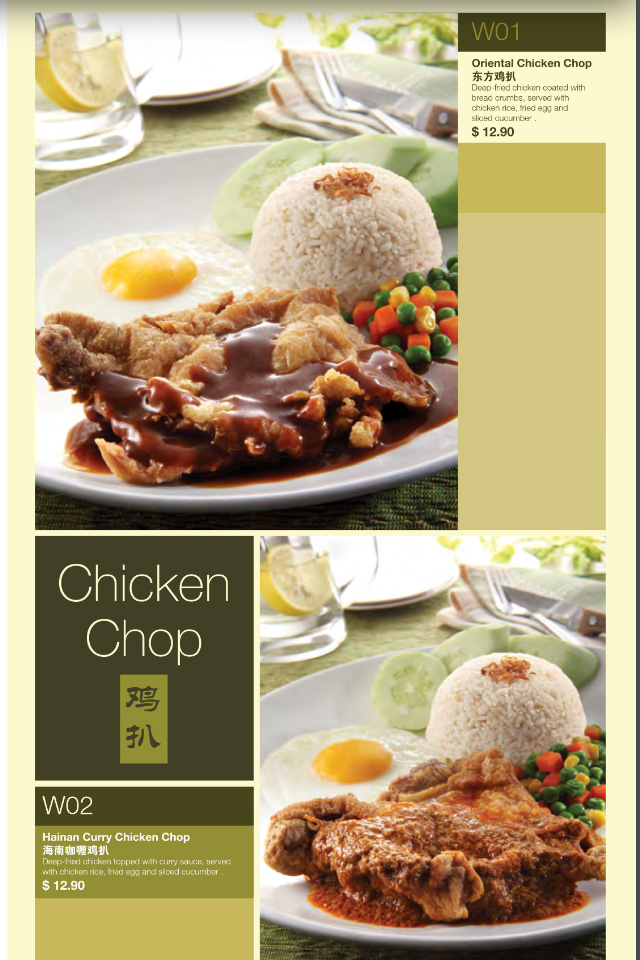 W01
Oriental Chicken Chop
东方鸡扒
Deep-fried chicken coated with
bread crumbs, served with
chicken rice, fried egg and
sliced cucumber .
$ 12.90
Chicken
Chop
鸡
扒
W02
Hainan Curry Chicken Chop
海南咖喱鸡扒
Deep-fried chicken topped with curry sauce, served
with chicken rice, fried egg and sliced cucumber .
$ 12.90